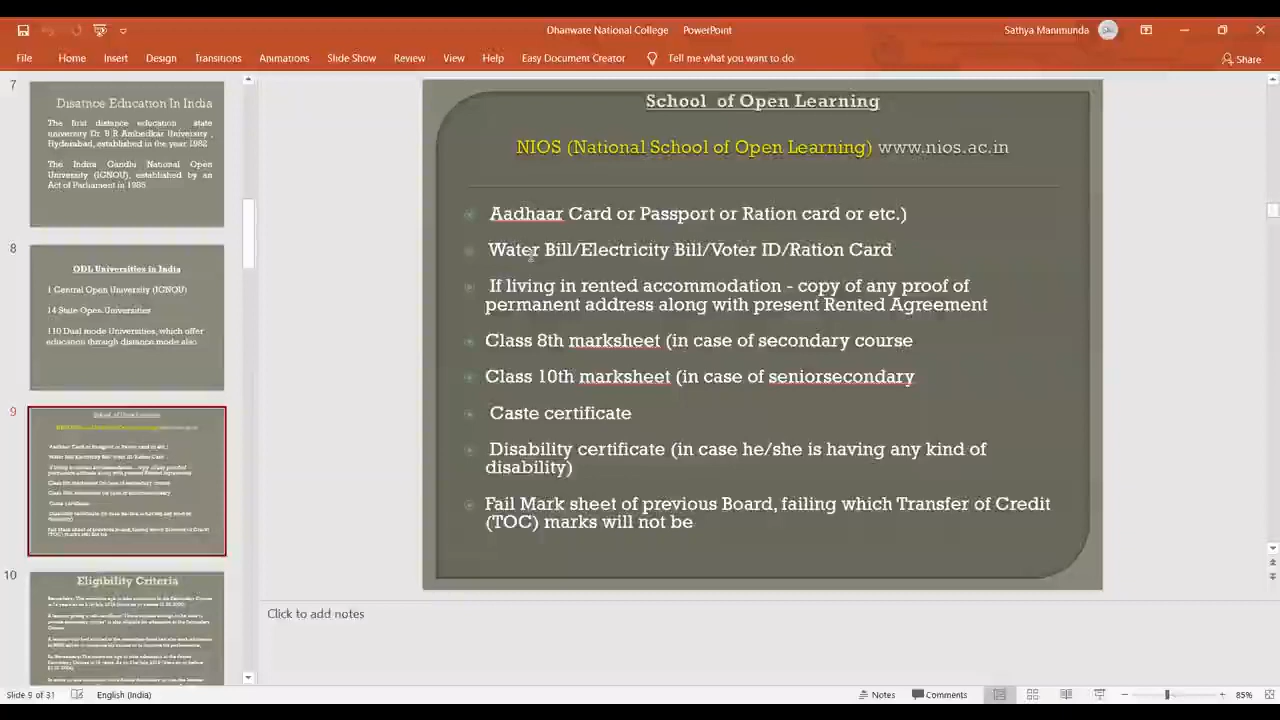 Dhanwate National College - PowerPoint
Sathya Manimunda
File Home Insert Design Transitions Animations Slide Show Review View Help Easy Document Creator Tell me what you want to do Share
7
Disatnce Education In India
The first distance education state
university Dr. B R Ambedkar University ,
Hyderabad, established in the year 1982
The Indira Gandhi National Open
University (IGNOU), established by an
Act of Parliament in 1985
8
ODL Universities in India
1 Central Open University (IGNOU)
14 State Open Universities
110 Dual mode Universities, which offer
education through distance mode also
9
10
Eligibility Criteria
School of Open Learning
NIOS (National School of Open Learning) www.nios.ac.in
Aadhaar Card or Passport or Ration card or etc.)
Water Bill/Electricity Bill/Voter ID/Ration Card
If living in rented accommodation - copy of any proof of
permanent address along with present Rented Agreement
Class 8th marksheet (in case of secondary course
Class 10th marksheet (in case of seniorsecondary
Caste certificate
Disability certificate (in case he/she is having any kind of
disability)
Fail Mark sheet of previous Board, failing which Transfer of Credit
(TOC) marks will not be
Click to add notes
Slide 9 of 31 English (India) Notes Comments 85%